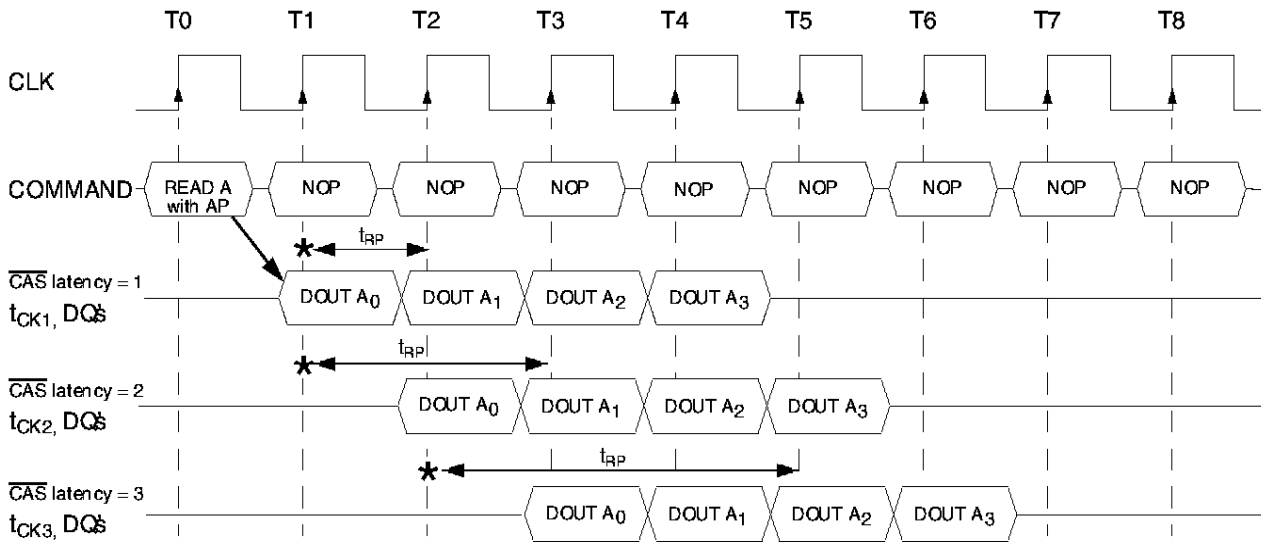 T0 T1 T2 T3 T4 T5 T6 T7 T8
CLK
COMMAND
READ A
with AP
NOP NOP NOP NOP NOP NOP NOP NOP
* tRP
CAS latency = 1
tCK1, DQ's
DOUT A0 DOUT A1 DOUT A2 DOUT A3
* tRP
CAS latency = 2
tCK2, DQ's
DOUT A0 DOUT A1 DOUT A2 DOUT A3
* tRP
CAS latency = 3
tCK3, DQ's
DOUT A0 DOUT A1 DOUT A2 DOUT A3